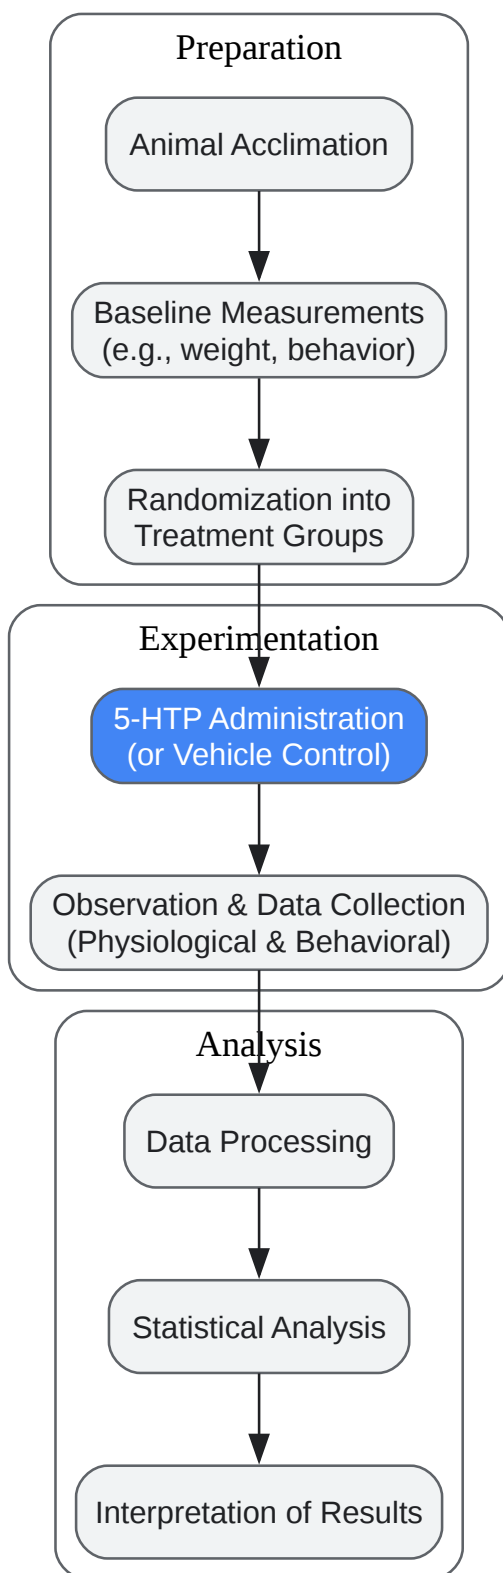 Preparation
Animal Acclimation
Baseline Measurements
(e.g., weight, behavior)
Randomization into
Treatment Groups
Experimentation
5-HTP Administration
(or Vehicle Control)
Observation & Data Collection
(Physiological & Behavioral)
Analysis
Data Processing
Statistical Analysis
Interpretation of Results